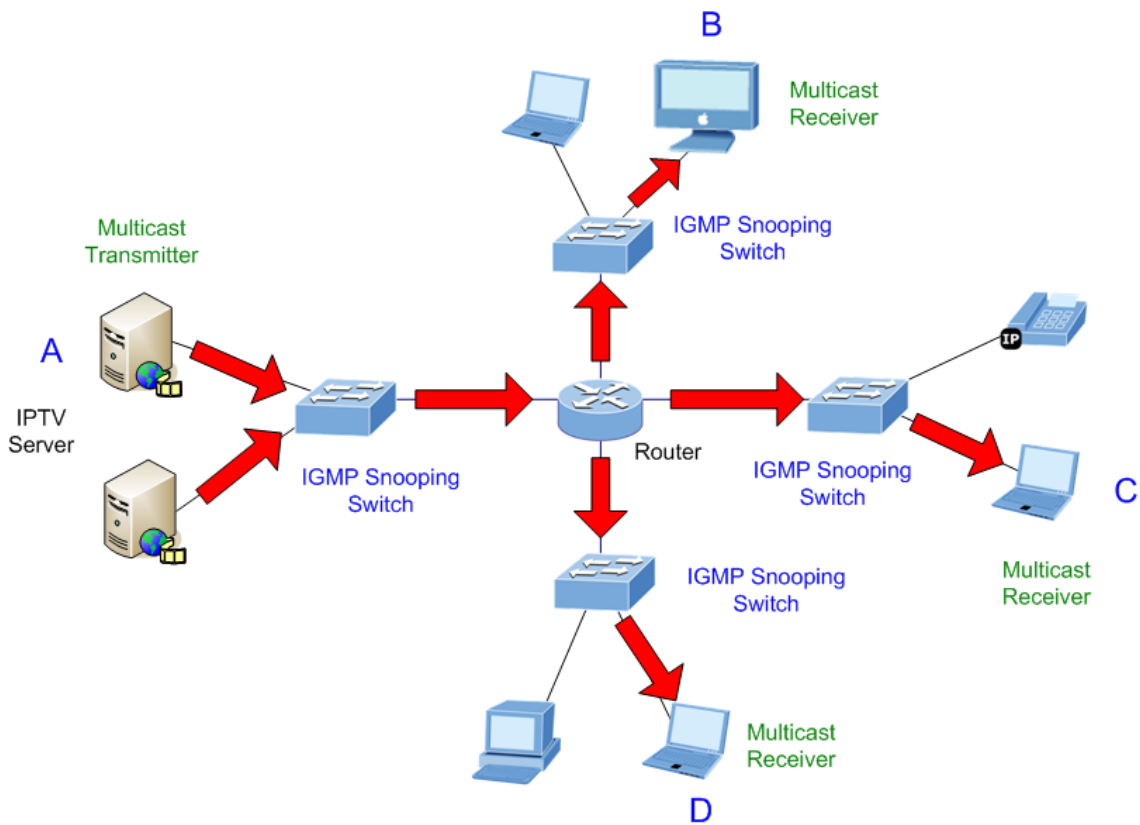 B
Multicast
Receiver
IGMP Snooping
Switch
Multicast
Transmitter
A
IPTV
Server
IGMP Snooping
Switch
Router
IP
IGMP Snooping
Switch
C
Multicast
Receiver
IGMP Snooping
Switch
Multicast
Receiver
D